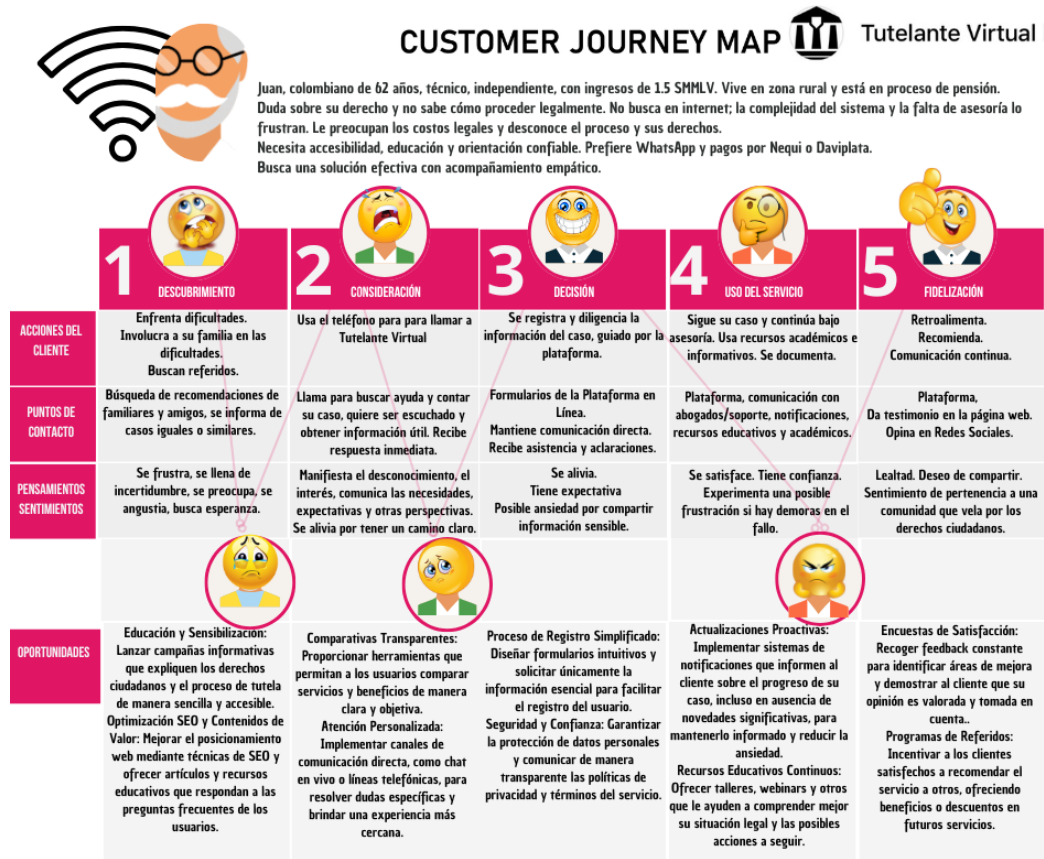 CUSTOMER JOURNEY MAP
Tutelante Virtual
Juan, colombiano de 62 años, técnico, independiente, con ingresos de 1.5 SMMLV. Vive en zona rural y está en proceso de pensión.
Duda sobre su derecho y no sabe cómo proceder legalmente. No busca en internet; la complejidad del sistema y la falta de asesoría lo
frustran. Le preocupan los costos legales y desconoce el proceso y sus derechos.
Necesita accesibilidad, educación y orientación confiable. Prefiere WhatsApp y pagos por Nequi o Daviplata.
Busca una solución efectiva con acompañamiento empático.
1
DESCUBRIMIENTO
2
CONSIDERACIÓN
3
DECISIÓN
4
USO DEL SERVICIO
5
FIDELIZACIÓN
ACCIONES DEL
CLIENTE
Enfrenta dificultades.
Involucra a su familia en las
dificultades.
Buscan referidos.
Usa el teléfono para para llamar a
Tutelante Virtual
Se registra y diligencia la
información del caso, guiado por la
plataforma.
Sigue su caso y continúa bajo
asesoría. Usa recursos académicos e
informativos. Se documenta.
Retroalimenta.
Recomienda.
Comunicación continua.
PUNTOS DE
CONTACTO
Búsqueda de recomendaciones de
familiares y amigos, se informa de
casos iguales o similares.
Llama para buscar ayuda y contar
su caso, quiere ser escuchado y
obtener información útil. Recibe
respuesta inmediata.
Formularios de la Plataforma en
Línea.
Mantiene comunicación directa.
Recibe asistencia y aclaraciones.
Plataforma, comunicación con
abogados/soporte, notificaciones,
recursos educativos y académicos.
Plataforma,
Da testimonio en la página web.
Opina en Redes Sociales.
PENSAMIENTOS
SENTIMIENTOS
Se frustra, se llena de
incertidumbre, se preocupa, se
angustia, busca esperanza.
Manifiesta el desconocimiento, el
interés, comunica las necesidades,
expectativas y otras perspectivas.
Se alivia por tener un camino claro.
Se alivia.
Tiene expectativa
Posible ansiedad por compartir
información sensible.
Se satisface. Tiene confianza.
Experimenta una posible
frustración si hay demoras en el
fallo.
Lealtad. Deseo de compartir.
Sentimiento de pertenencia a una
comunidad que vela por los
derechos ciudadanos.
OPORTUNIDADES
Educación y Sensibilización:
Lanzar campañas informativas
que expliquen los derechos
ciudadanos y el proceso de tutela
de manera sencilla y accesible.
Optimización SEO y Contenidos de
Valor: Mejorar el posicionamiento
web mediante técnicas de SEO y
ofrecer artículos y recursos
educativos que respondan a las
preguntas frecuentes de los
usuarios.
Comparativas Transparentes:
Proporcionar herramientas que
permitan a los usuarios comparar
servicios y beneficios de manera
clara y objetiva.
Atención Personalizada:
Implementar canales de
comunicación directa, como chat
en vivo o líneas telefónicas, para
resolver dudas específicas y
brindar una experiencia más
cercana.
Proceso de Registro Simplificado:
Diseñar formularios intuitivos y
solicitar únicamente la
información esencial para facilitar
el registro del usuario.
Seguridad y Confianza: Garantizar
la protección de datos personales
y comunicar de manera
transparente las políticas de
privacidad y términos del servicio.
Actualizaciones Proactivas:
Implementar sistemas de
notificaciones que informen al
cliente sobre el progreso de su
caso, incluso en ausencia de
novedades significativas, para
mantenerlo informado y reducir la
ansiedad.
Recursos Educativos Continuos:
Ofrecer talleres, webinars y otros
que le ayuden a comprender mejor
su situación legal y las posibles
acciones a seguir.
Encuestas de Satisfacción:
Recoger feedback constante
para identificar áreas de mejora
y demostrar al cliente que su
opinión es valorada y tomada en
cuenta..
Programas de Referidos:
Incentivar a los clientes
satisfechos a recomendar el
servicio a otros, ofreciendo
beneficios o descuentos en
futuros servicios.